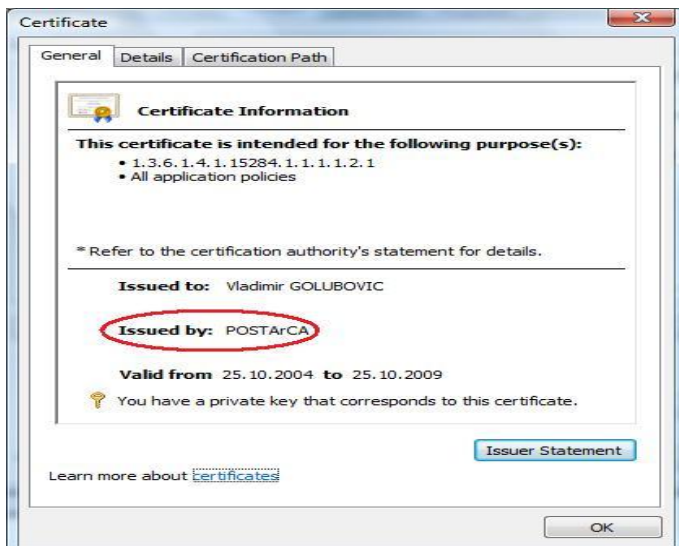 Certificate
General Details Certification Path
Certificate Information
This certificate is intended for the following purpose(s):
• 1.3.6.1.4.1.15284.1.1.1.1.2.1
• All application policies
* Refer to the certification authority's statement for details.
Issued to: Vladimir GOLUBOVIC
Issued by: POSTArCA
Valid from 25.10.2004 to 25.10.2009
You have a private key that corresponds to this certificate.
Issuer Statement
Learn more about certificates
OK